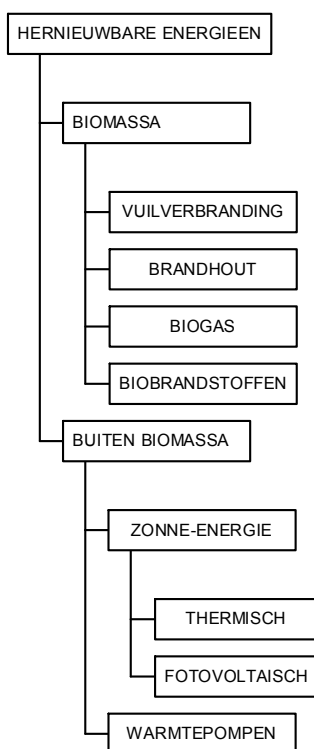 HERNIEUWBARE ENERGIEEN
BIOMASSA
VUILVERBRANDING
BRANDHOUT
BIOGAS
BIOBRANDSTOFFEN
BUITEN BIOMASSA
ZONNE-ENERGIE
THERMISCH
FOTOVOLTAISCH
WARMTEPOMPEN